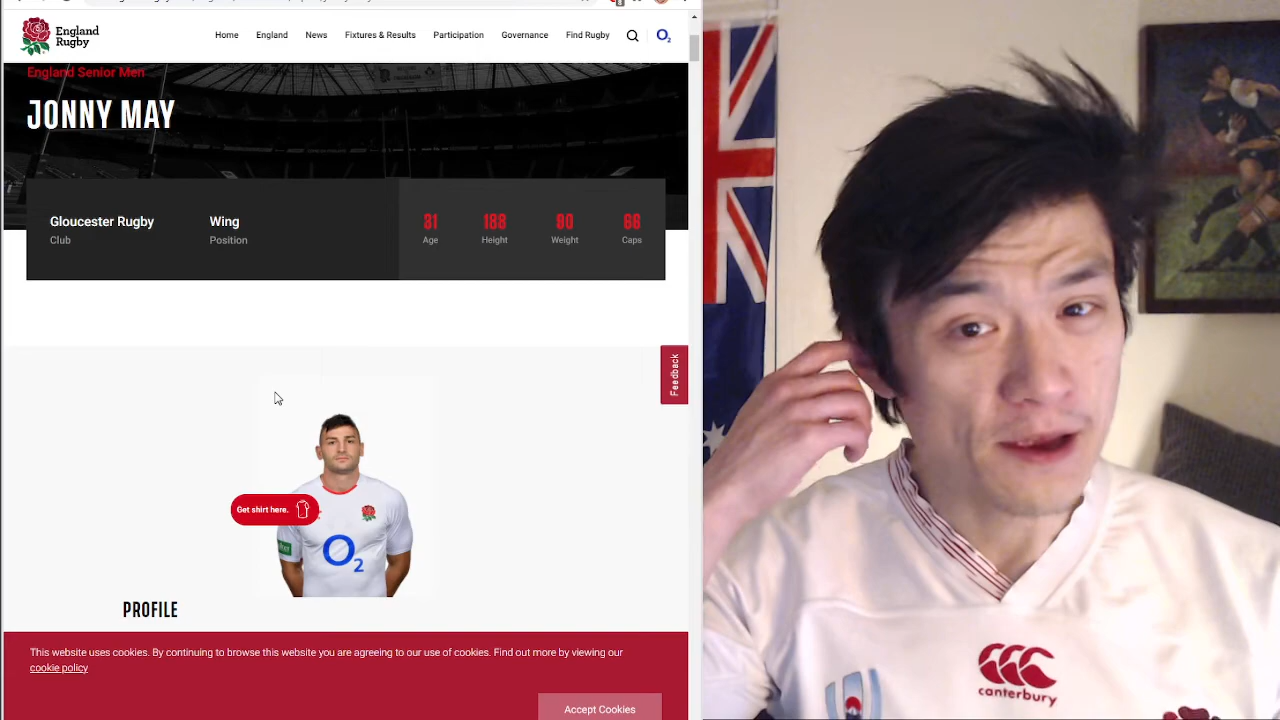 England
Rugby
Home England News Fixtures & Results Participation Governance Find Rugby O2
England Senior Men
JONNY MAY
Gloucester Rugby Wing 31 188 90 66
Club Position Age Height Weight Caps
Feedback
Get shirt here.
O2
PROFILE
This website uses cookies. By continuing to browse this website you are agreeing to our use of cookies. Find out more by viewing our
cookie policy
Accept Cookies
canterbury